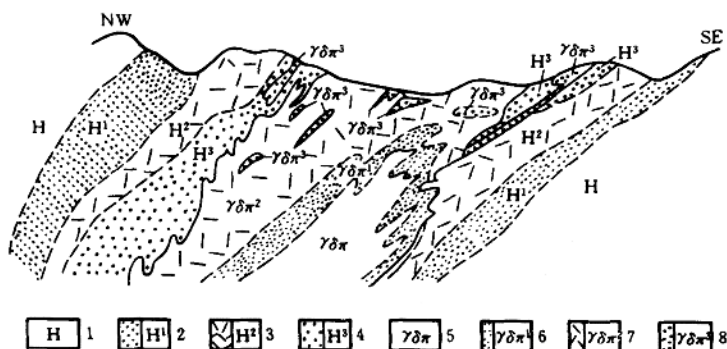 NW
SE
γδπ³
γδπ³
H³
H³
γδπ³
γδπ³
H
H¹
H²
γδπ³
H²
H³
γδπ³
γδπ¹
H¹
H
γδπ²
γδπ
H 1
H¹ 2
H² 3
H³ 4
γδπ 5
γδπ¹ 6
γδπ² 7
γδπ³ 8